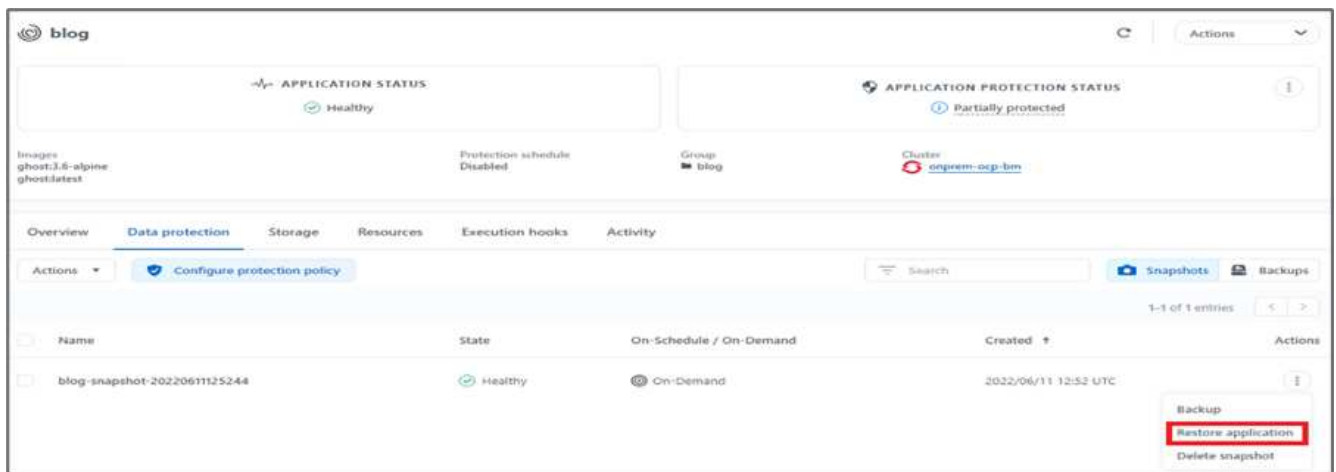 blog
Actions
APPLICATION STATUS
Healthy
APPLICATION PROTECTION STATUS
Partially protected
Images
ghost:3.6-alpine
ghost:latest
Protection schedule
Disabled
Group
blog
Cluster
onprem-ocp-bm
Overview Data protection Storage Resources Execution hooks Activity
Actions Configure protection policy Search Snapshots Backups
1-1 of 1 entries
Name State On-Schedule / On-Demand Created Actions
blog-snapshot-20220611125244 Healthy On-Demand 2022/06/11 12:52 UTC
Backup
Restore application
Delete snapshot